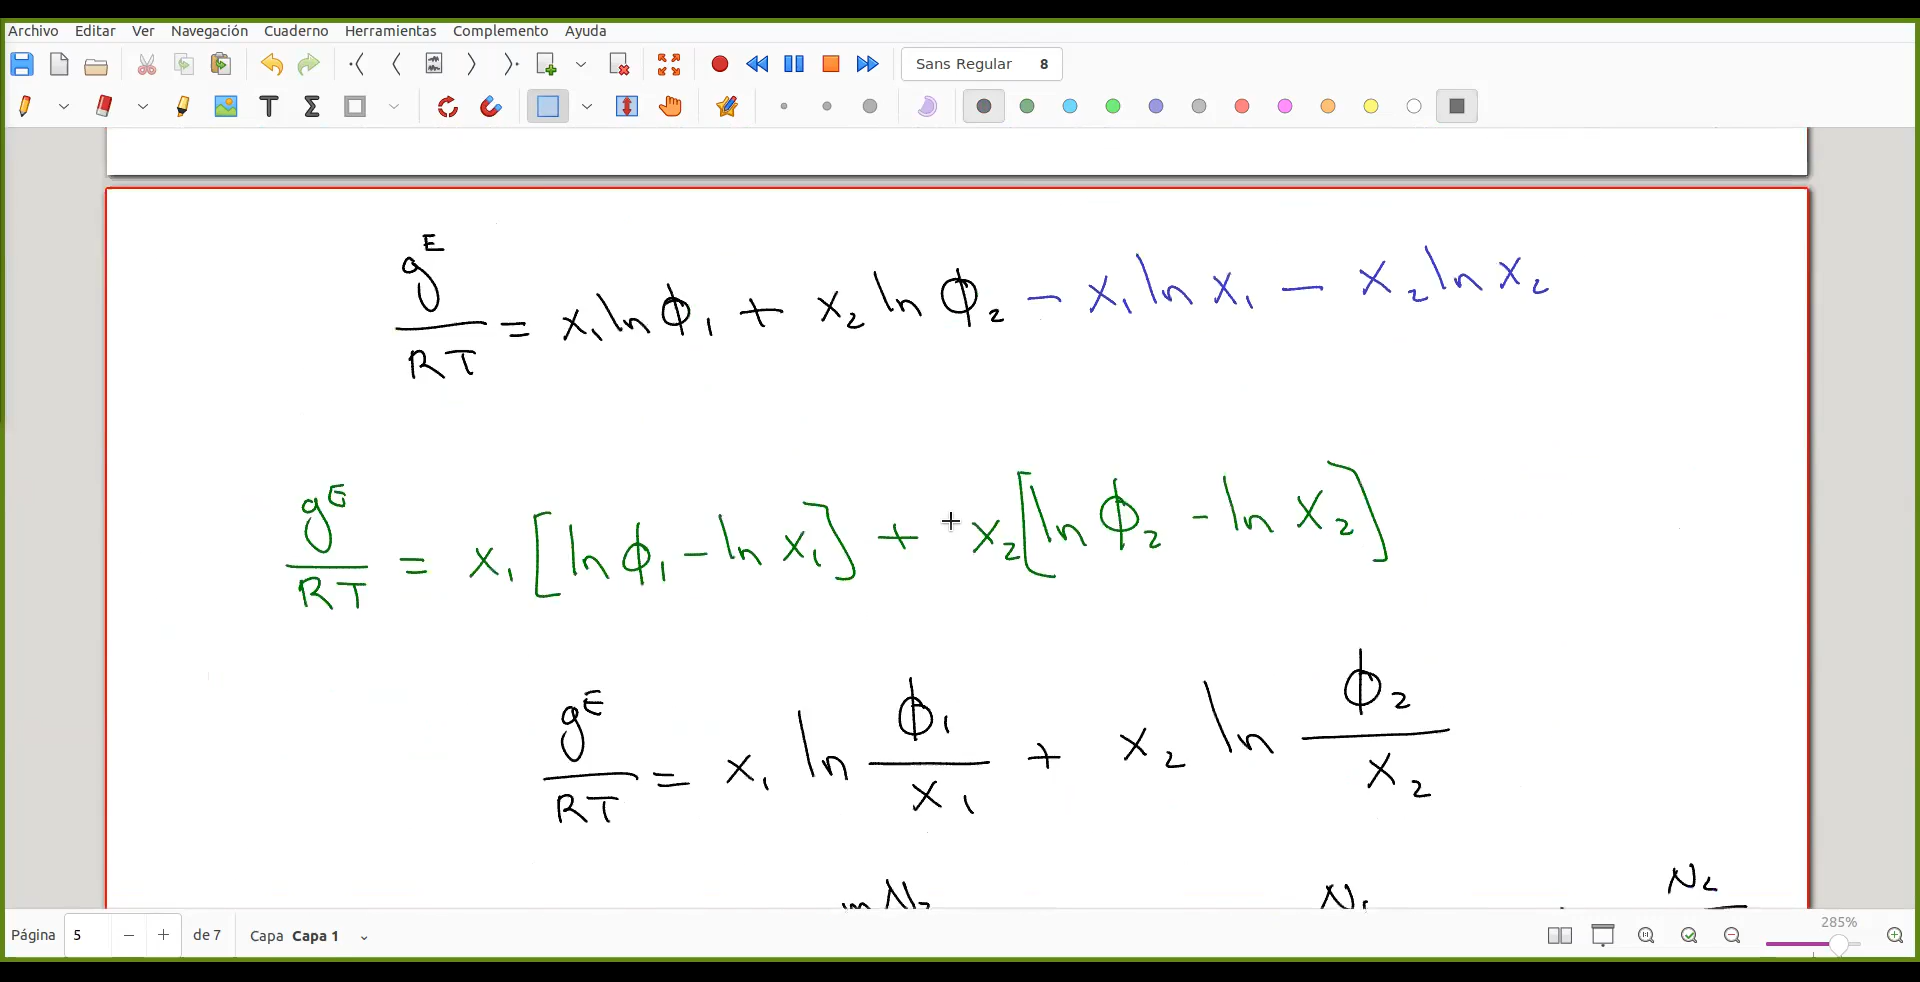 Archivo Editar Ver Navegación Cuaderno Herramientas Complemento Ayuda
Sans Regular 8
g^E/RT = x₁ ln ϕ₁ + x₂ ln ϕ₂ − x₁ ln x₁ − x₂ ln x₂
g^E/RT = x₁ [ln ϕ₁ − ln x₁] + x₂ [ln ϕ₂ − ln x₂]
g^E/RT = x₁ ln ϕ₁/x₁ + x₂ ln ϕ₂/x₂
N₂
Página 5 de 7 Capa Capa 1 285%